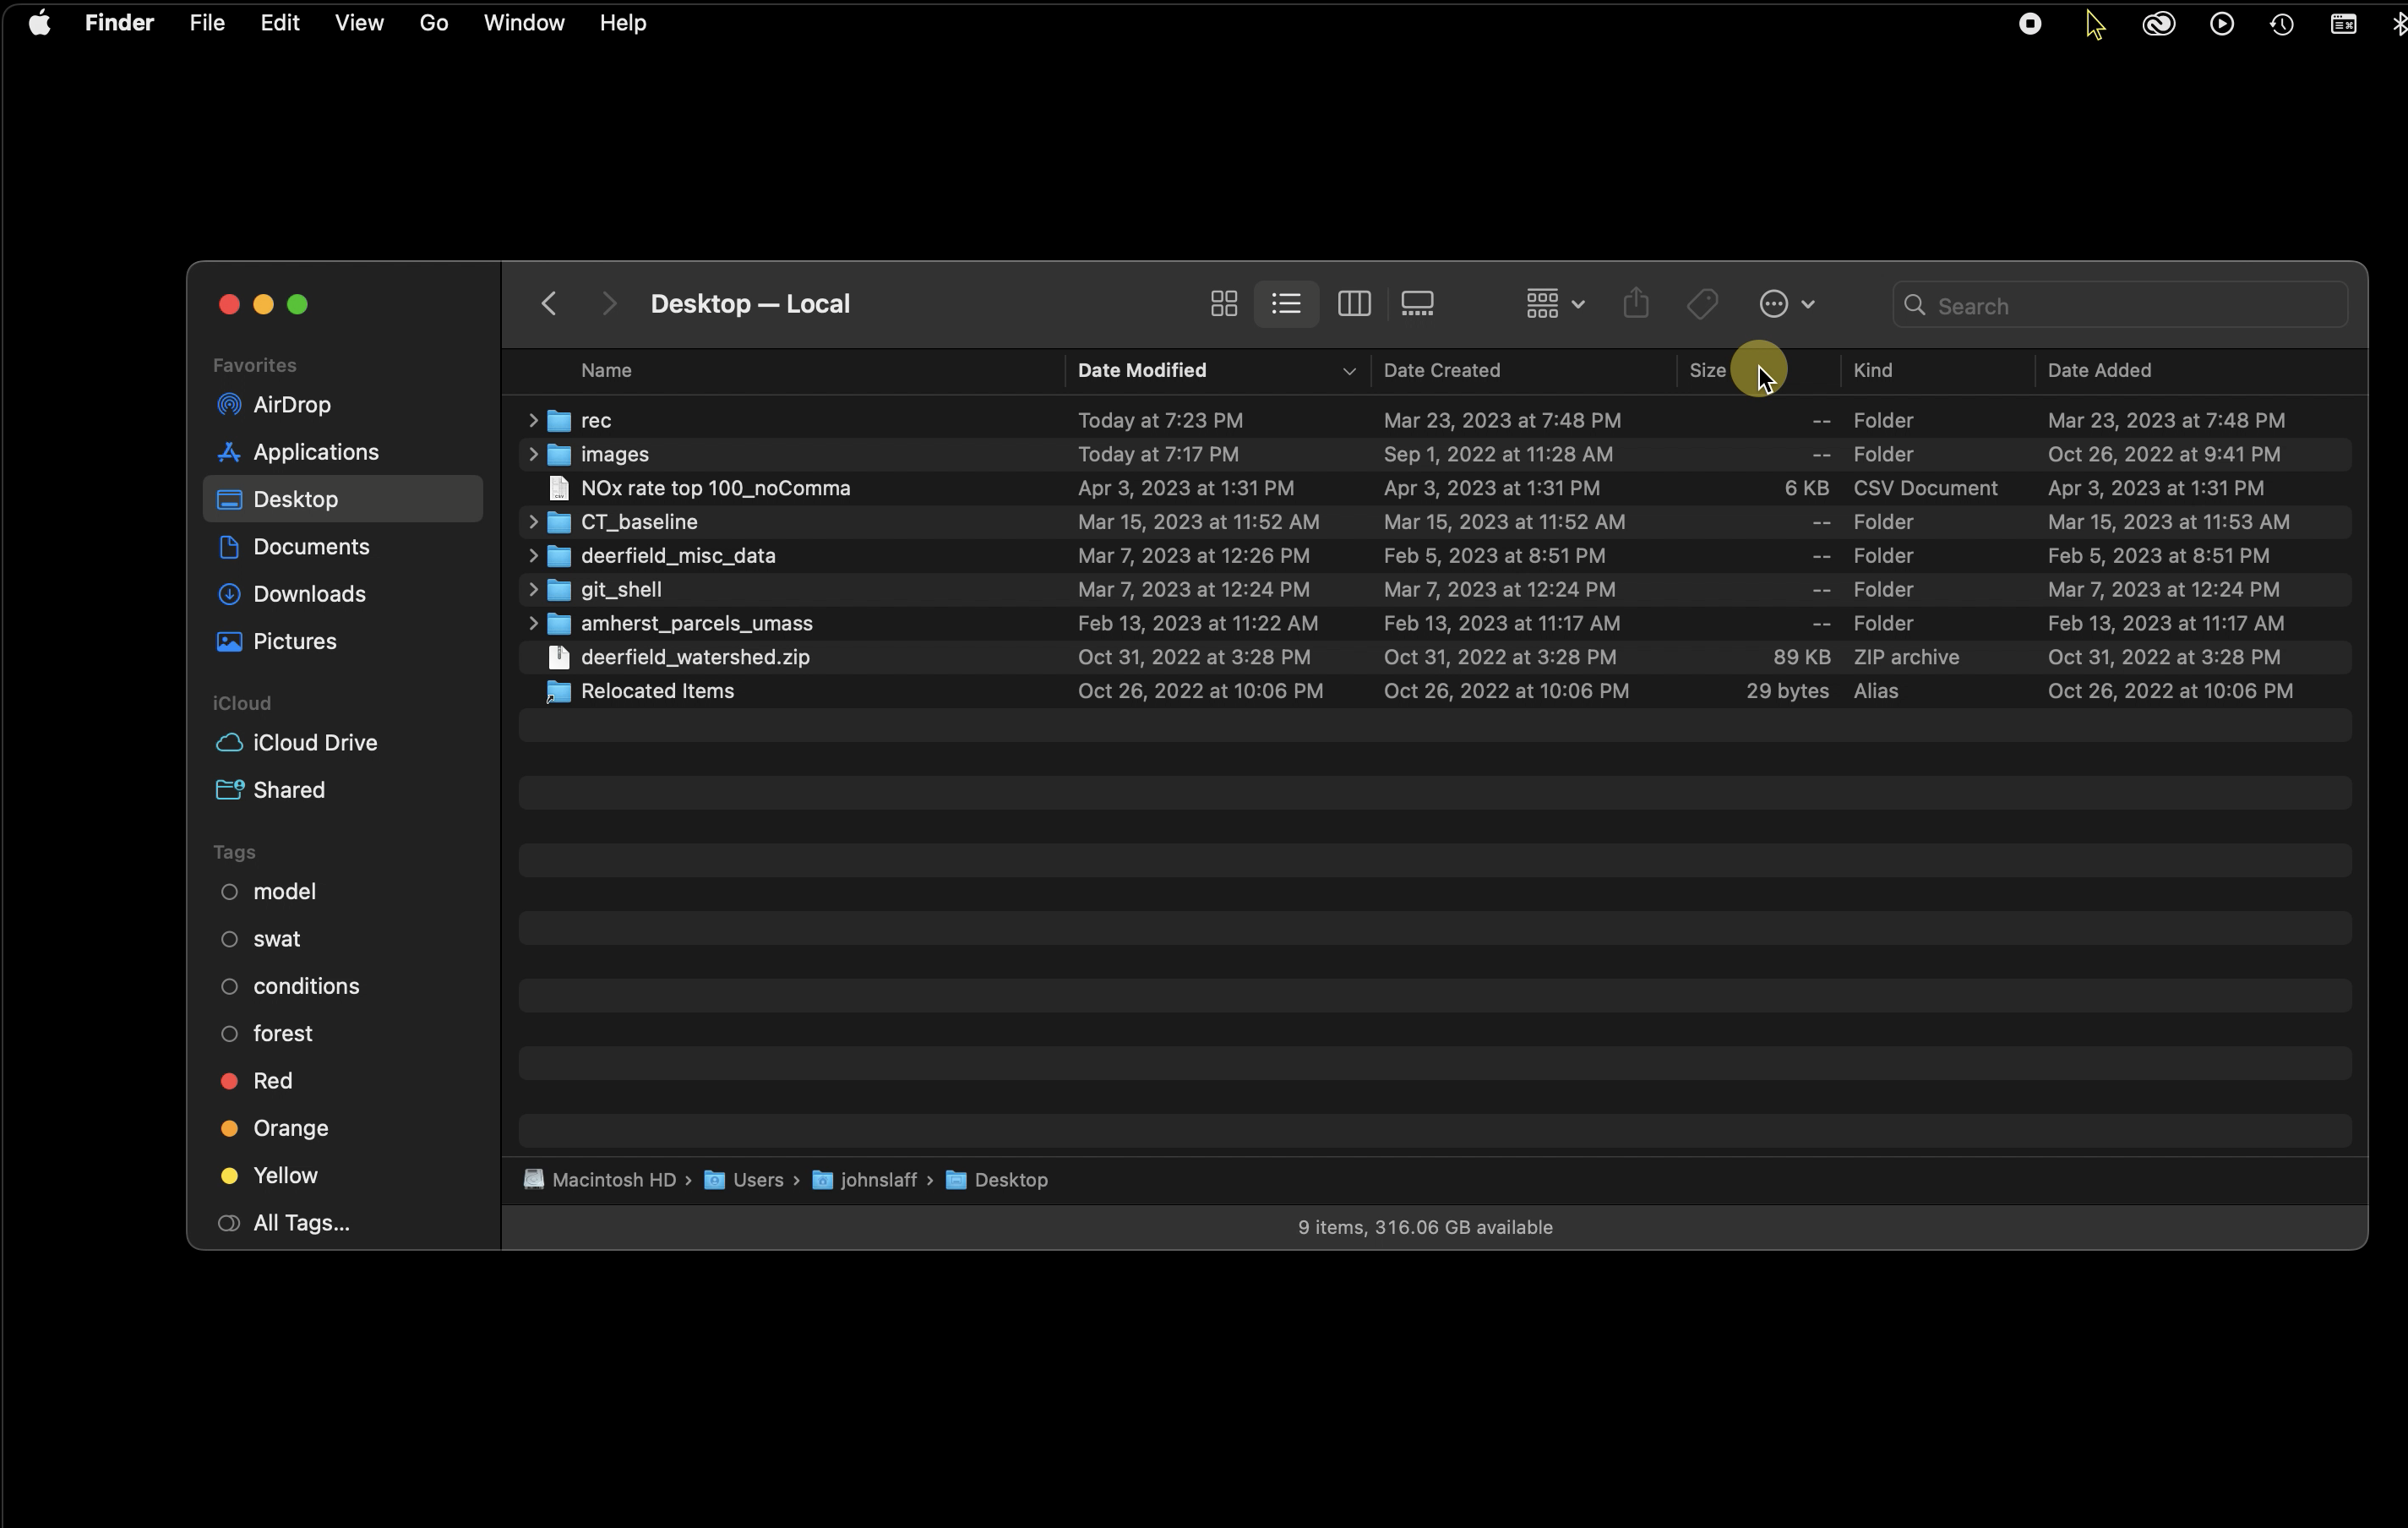 Finder File Edit View Go Window Help
Desktop — Local
Search
Favorites
AirDrop
Applications
Desktop
Documents
Downloads
Pictures
iCloud
iCloud Drive
Shared
Tags
model
swat
conditions
forest
Red
Orange
Yellow
All Tags...
Name Date Modified Date Created Size Kind Date Added
rec Today at 7:23 PM Mar 23, 2023 at 7:48 PM -- Folder Mar 23, 2023 at 7:48 PM
images Today at 7:17 PM Sep 1, 2022 at 11:28 AM -- Folder Oct 26, 2022 at 9:41 PM
NOx rate top 100_noComma Apr 3, 2023 at 1:31 PM Apr 3, 2023 at 1:31 PM 6 KB CSV Document Apr 3, 2023 at 1:31 PM
CT_baseline Mar 15, 2023 at 11:52 AM Mar 15, 2023 at 11:52 AM -- Folder Mar 15, 2023 at 11:53 AM
deerfield_misc_data Mar 7, 2023 at 12:26 PM Feb 5, 2023 at 8:51 PM -- Folder Feb 5, 2023 at 8:51 PM
git_shell Mar 7, 2023 at 12:24 PM Mar 7, 2023 at 12:24 PM -- Folder Mar 7, 2023 at 12:24 PM
amherst_parcels_umass Feb 13, 2023 at 11:22 AM Feb 13, 2023 at 11:17 AM -- Folder Feb 13, 2023 at 11:17 AM
deerfield_watershed.zip Oct 31, 2022 at 3:28 PM Oct 31, 2022 at 3:28 PM 89 KB ZIP archive Oct 31, 2022 at 3:28 PM
Relocated Items Oct 26, 2022 at 10:06 PM Oct 26, 2022 at 10:06 PM 29 bytes Alias Oct 26, 2022 at 10:06 PM
Macintosh HD › Users › johnslaff › Desktop
9 items, 316.06 GB available